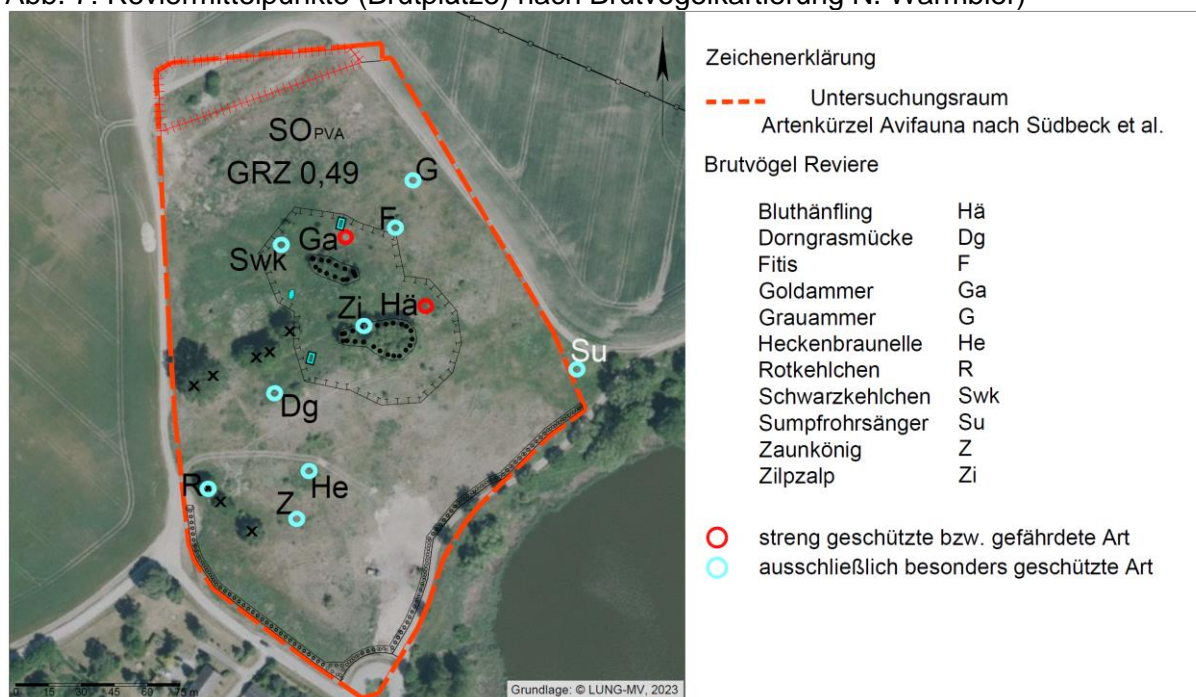 Abb. 7: Reviermittelpunkte (Brutplätze) nach Brutvögelkartierung N. Warmbier)
Zeichenerklärung
Untersuchungsraum
Artenkürzel Avifauna nach Südbeck et al.
Brutvögel Reviere
Bluthänfling Hä
Dorngrasmücke Dg
Fitis F
Goldammer Ga
Grauammer G
Heckenbraunelle He
Rotkehlchen R
Schwarzkehlchen Swk
Sumpfrohrsänger Su
Zaunkönig Z
Zilpzalp Zi
streng geschützte bzw. gefährdete Art
ausschließlich besonders geschützte Art
SO PVA
GRZ 0,49
G
F
Ga
Swk
Zi
Hä
Su
Dg
R
He
Z
0 15 30 45 60 75 m
Grundlage: © LUNG-MV, 2023